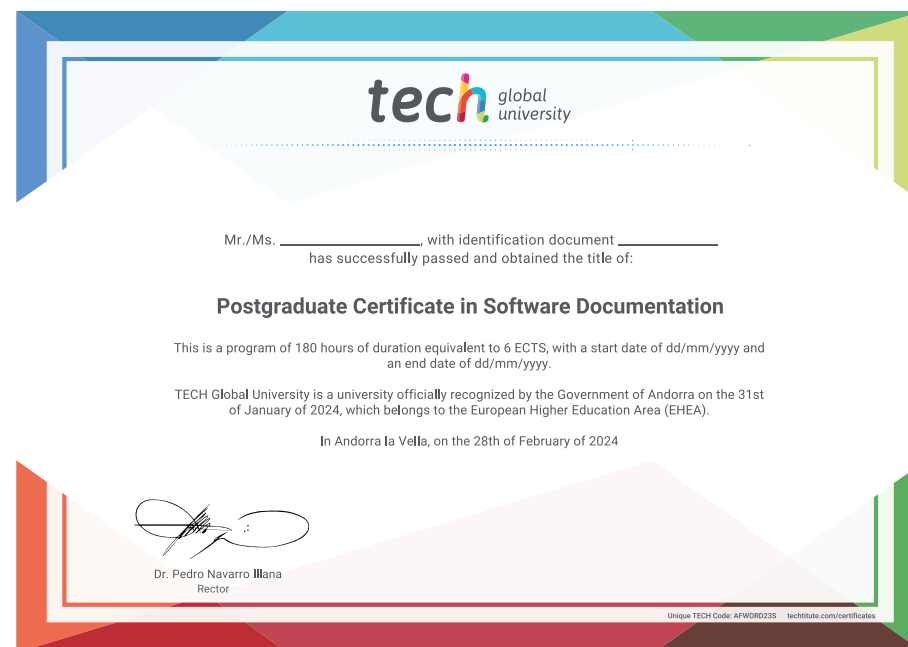 tech global
university
Mr./Ms. ____________, with identification document ____________
has successfully passed and obtained the title of:
Postgraduate Certificate in Software Documentation
This is a program of 180 hours of duration equivalent to 6 ECTS, with a start date of dd/mm/yyyy and
an end date of dd/mm/yyyy.
TECH Global University is a university officially recognized by the Government of Andorra on the 31st
of January of 2024, which belongs to the European Higher Education Area (EHEA).
In Andorra la Vella, on the 28th of February of 2024
Dr. Pedro Navarro Illana
Rector
Unique TECH Code: AFWORD23S techtitute.com/certificates